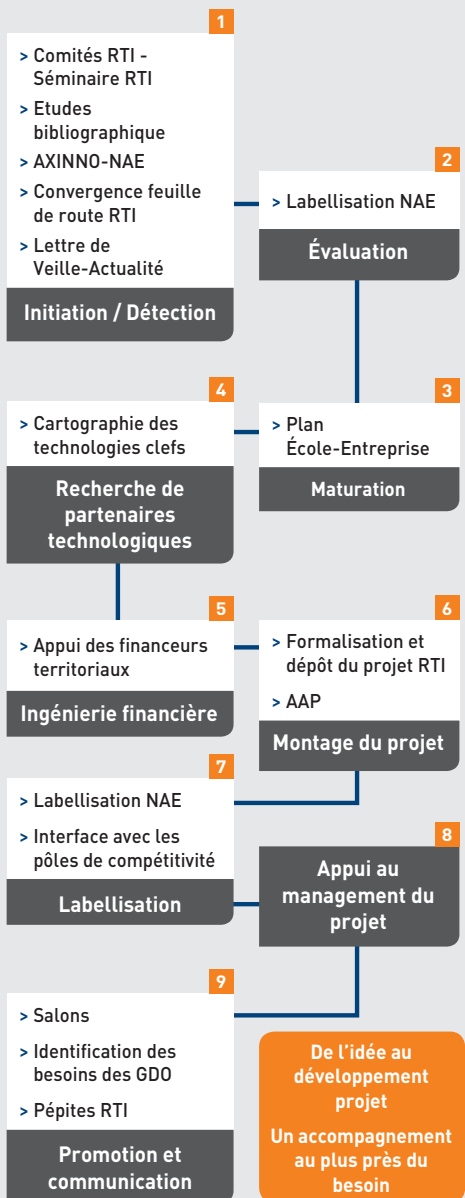 1
> Comités RTI -
Séminaire RTI
> Etudes
bibliographique
> AXINNO-NAE
> Convergence feuille
de route RTI
> Lettre de
Veille-Actualité
Initiation / Détection
2
> Labellisation NAE
Évaluation
3
> Plan
École-Entreprise
Maturation
4
> Cartographie des
technologies clefs
Recherche de
partenaires
technologiques
5
> Appui des financeurs
territoriaux
Ingénierie financière
6
> Formalisation et
dépôt du projet RTI
> AAP
Montage du projet
7
> Labellisation NAE
> Interface avec les
pôles de compétitivité
Labellisation
8
Appui au
management du
projet
9
> Salons
> Identification des
besoins des GDO
> Pépites RTI
Promotion et
communication
De l’idée au
développement
projet
Un accompagnement
au plus près du
besoin